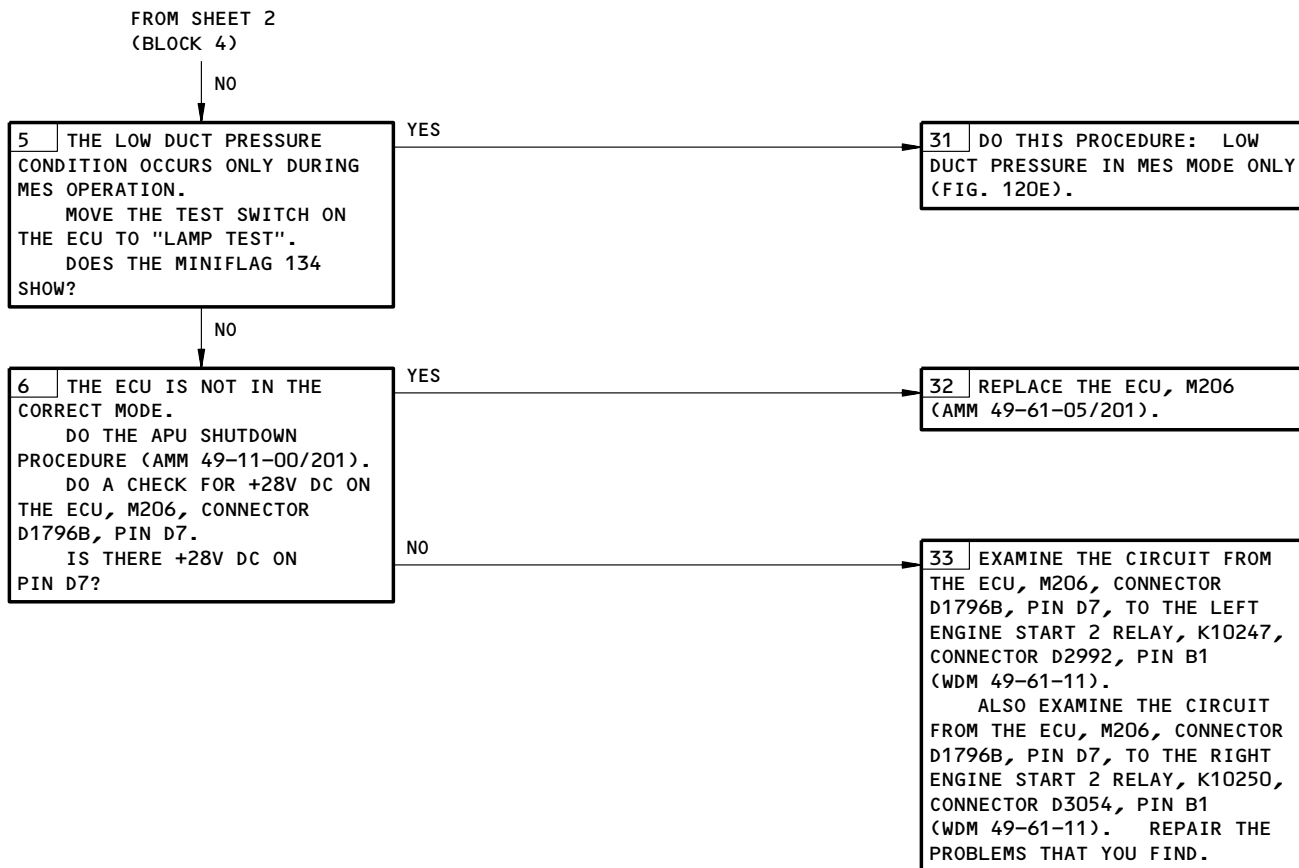 FROM SHEET 2
(BLOCK 4)
NO
5 THE LOW DUCT PRESSURE
CONDITION OCCURS ONLY DURING
MES OPERATION.
MOVE THE TEST SWITCH ON
THE ECU TO "LAMP TEST".
DOES THE MINIFLAG 134
SHOW?
YES
31 DO THIS PROCEDURE: LOW
DUCT PRESSURE IN MES MODE ONLY
(FIG. 120E).
NO
6 THE ECU IS NOT IN THE
CORRECT MODE.
DO THE APU SHUTDOWN
PROCEDURE (AMM 49-11-00/201).
DO A CHECK FOR +28V DC ON
THE ECU, M206, CONNECTOR
D1796B, PIN D7.
IS THERE +28V DC ON
PIN D7?
YES
32 REPLACE THE ECU, M206
(AMM 49-61-05/201).
NO
33 EXAMINE THE CIRCUIT FROM
THE ECU, M206, CONNECTOR
D1796B, PIN D7, TO THE LEFT
ENGINE START 2 RELAY, K10247,
CONNECTOR D2992, PIN B1
(WDM 49-61-11).
ALSO EXAMINE THE CIRCUIT
FROM THE ECU, M206, CONNECTOR
D1796B, PIN D7, TO THE RIGHT
ENGINE START 2 RELAY, K10250,
CONNECTOR D3054, PIN B1
(WDM 49-61-11). REPAIR THE
PROBLEMS THAT YOU FIND.